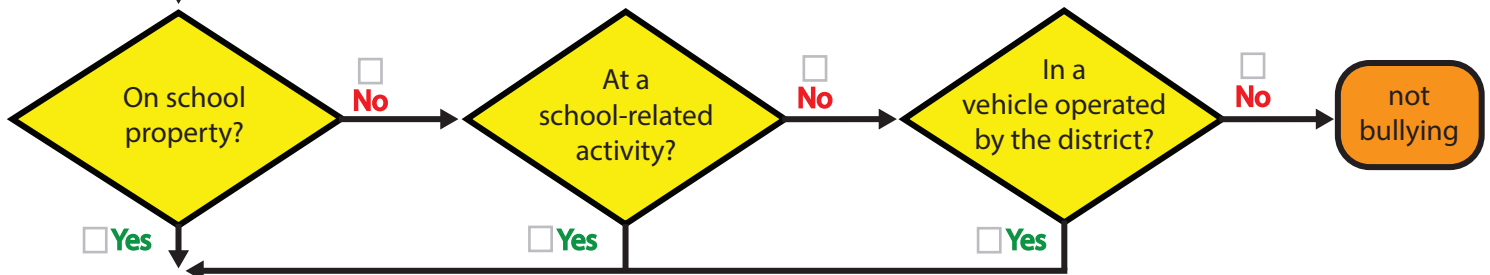 On school
property?
No
At a
school-related
activity?
No
In a
vehicle operated
by the district?
No
not
bullying
Yes
Yes
Yes